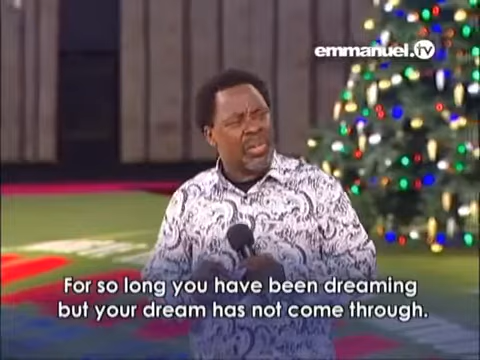 emmanuel.tv
For so long you have been dreaming
but your dream has not come through.